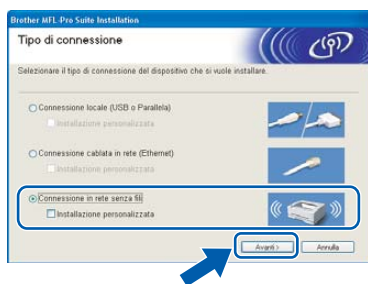 Brother MFL-Pro Suite Installation
Tipo di connessione
Selezionare il tipo di connessione del dispositivo che si vuole installare.
Connessione locale (USB o Parallela)
Installazione personalizzata
Connessione cablata in rete (Ethernet)
Installazione personalizzata
Connessione in rete senza fili
Installazione personalizzata
Avanti >
Annulla